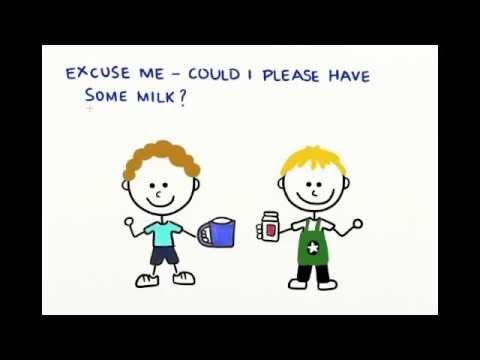 EXCUSE ME – COULD I PLEASE HAVE
SOME MILK?